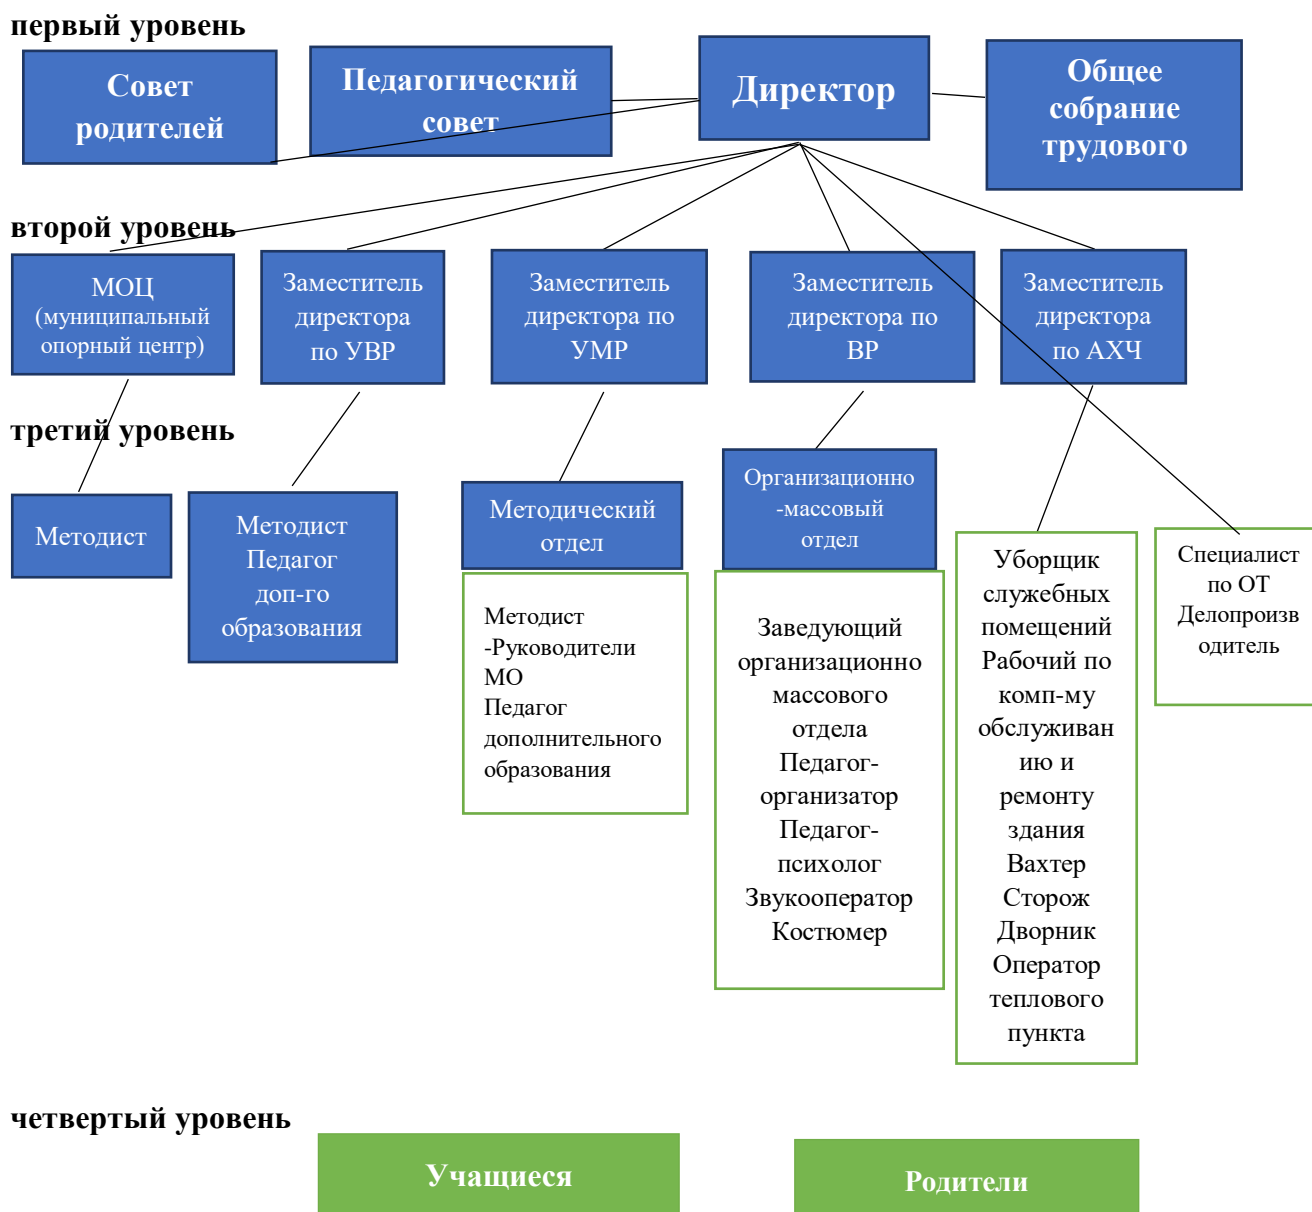 первый уровень
Совет
родителей
Педагогический
совет
Директор
Общее
собрание
трудового
второй уровень
МОЦ
(муниципальный
опорный центр)
Заместитель
директора
по УВР
Заместитель
директора по
УМР
Заместитель
директора по
ВР
Заместитель
директора
по АХЧ
третий уровень
Методист
Методист
Педагог
доп-го
образования
Методический
отдел
Методист
-Руководители
МО
Педагог
дополнительного
образования
Организационно
-массовый
отдел
Заведующий
организационно
массового
отдела
Педагог-
организатор
Педагог-
психолог
Звукооператор
Костюмер
Уборщик
служебных
помещений
Рабочий по
комп-му
обслуживан
ию и
ремонту
здания
Вахтер
Сторож
Дворник
Оператор
теплового
пункта
Специалист
по ОТ
Делопроизв
одитель
четвертый уровень
Учащиеся
Родители